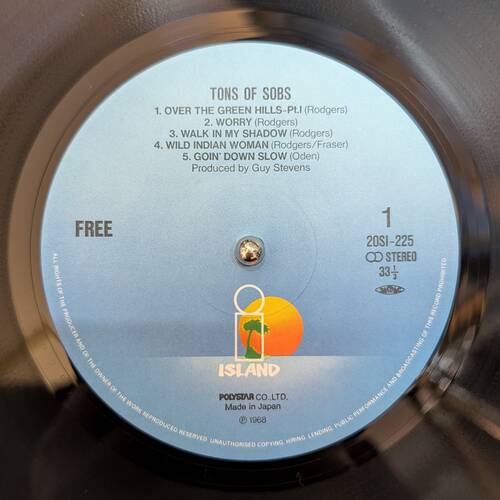 TONS OF SOBS
1. OVER THE GREEN HILLS-Pt.I (Rodgers)
2. WORRY (Rodgers)
3. WALK IN MY SHADOW (Rodgers)
4. WILD INDIAN WOMAN (Rodgers/Fraser)
5. GOIN' DOWN SLOW (Oden)
Produced by Guy Stevens
FREE
1
20SI-225
STEREO
33 1/3
ISLAND
POLYSTAR CO.,LTD.
Made in Japan
Ⓟ 1968
ALL RIGHTS OF THE PRODUCER AND OF THE OWNER OF THE WORK REPRODUCED RESERVED. UNAUTHORISED COPYING, HIRING, LENDING, PUBLIC PERFORMANCE AND BROADCASTING OF THIS RECORD PROHIBITED